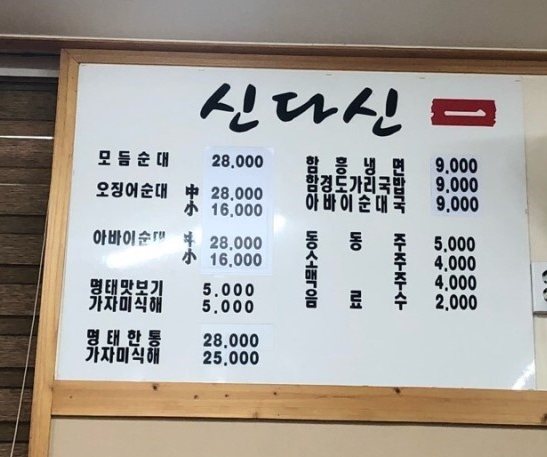 신다신
모듬순대 28,000
오징어순대 中 28,000
小 16,000
아바이순대 中 28,000
小 16,000
명태맛보기 5,000
가자미식해 5,000
명태한통 28,000
가자미식해 25,000
함흥냉면 9,000
함경도가리국밥 9,000
아바이순대국 9,000
동동주 5,000
소주 4,000
맥주 4,000
음료수 2,000